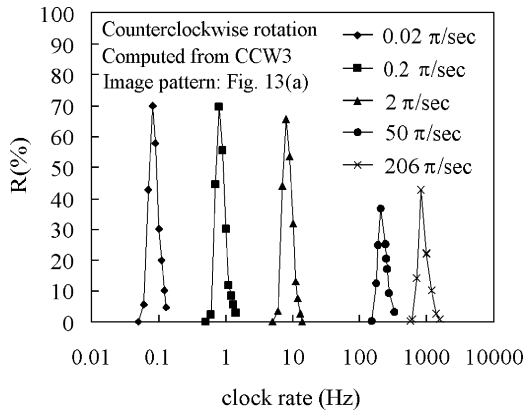 Counterclockwise rotation
Computed from CCW3
Image pattern: Fig. 13(a)
0.02 π/sec
0.2 π/sec
2 π/sec
50 π/sec
206 π/sec
R(%)
100
90
80
70
60
50
40
30
20
10
0
0.01 0.1 1 10 100 1000 10000
clock rate (Hz)